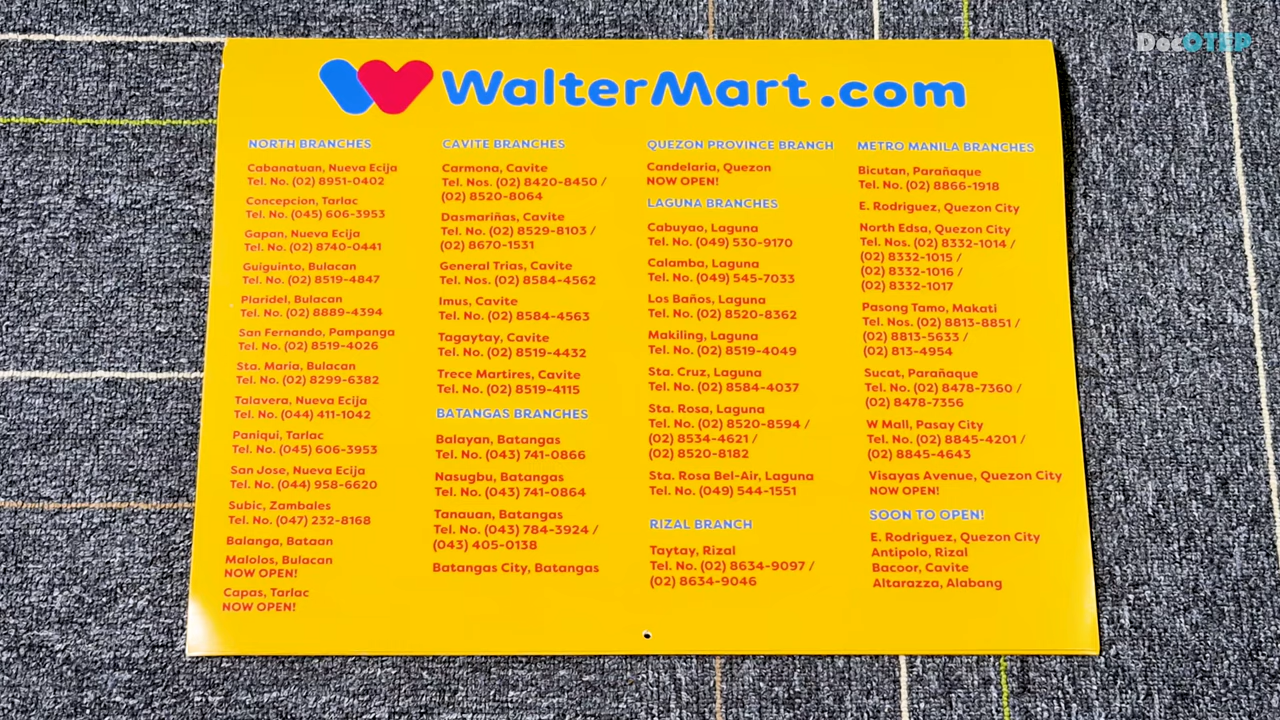 DocOTEP
WalterMart.com
NORTH BRANCHES
Cabanatuan, Nueva Ecija
Tel. No. (02) 8951-0402
Concepcion, Tarlac
Tel. No. (045) 606-3953
Gapan, Nueva Ecija
Tel. No. (02) 8740-0441
Guiguinto, Bulacan
Tel. No. (02) 8519-4847
Plaridel, Bulacan
Tel. No. (02) 8889-4394
San Fernando, Pampanga
Tel. No. (02) 8519-4026
Sta. Maria, Bulacan
Tel. No. (02) 8299-6382
Talavera, Nueva Ecija
Tel. No. (044) 411-1042
Paniqui, Tarlac
Tel. No. (045) 606-3953
San Jose, Nueva Ecija
Tel. No. (044) 958-6620
Subic, Zambales
Tel. No. (047) 232-8168
Balanga, Bataan
Malolos, Bulacan
NOW OPEN!
Capas, Tarlac
NOW OPEN!
CAVITE BRANCHES
Carmona, Cavite
Tel. Nos. (02) 8420-8450 /
(02) 8520-8064
Dasmariñas, Cavite
Tel. No. (02) 8529-8103 /
(02) 8670-1531
General Trias, Cavite
Tel. Nos. (02) 8584-4562
Imus, Cavite
Tel. No. (02) 8584-4563
Tagaytay, Cavite
Tel. No. (02) 8519-4432
Trece Martires, Cavite
Tel. No. (02) 8519-4115
BATANGAS BRANCHES
Balayan, Batangas
Tel. No. (043) 741-0866
Nasugbu, Batangas
Tel. No. (043) 741-0864
Tanauan, Batangas
Tel. No. (043) 784-3924 /
(043) 405-0138
Batangas City, Batangas
QUEZON PROVINCE BRANCH
Candelaria, Quezon
NOW OPEN!
LAGUNA BRANCHES
Cabuyao, Laguna
Tel. No. (049) 530-9170
Calamba, Laguna
Tel. No. (049) 545-7033
Los Baños, Laguna
Tel. No. (02) 8520-8362
Makiling, Laguna
Tel. No. (02) 8519-4049
Sta. Cruz, Laguna
Tel. No. (02) 8584-4037
Sta. Rosa, Laguna
Tel. No. (02) 8520-8594 /
(02) 8534-4621 /
(02) 8520-8182
Sta. Rosa Bel-Air, Laguna
Tel. No. (049) 544-1551
RIZAL BRANCH
Taytay, Rizal
Tel. No. (02) 8634-9097 /
(02) 8634-9046
METRO MANILA BRANCHES
Bicutan, Parañaque
Tel. No. (02) 8866-1918
E. Rodriguez, Quezon City
North Edsa, Quezon City
Tel. Nos. (02) 8332-1014 /
(02) 8332-1015 /
(02) 8332-1016 /
(02) 8332-1017
Pasong Tamo, Makati
Tel. Nos. (02) 8813-8851 /
(02) 8813-5633 /
(02) 813-4954
Sucat, Parañaque
Tel. No. (02) 8478-7360 /
(02) 8478-7356
W Mall, Pasay City
Tel. No. (02) 8845-4201 /
(02) 8845-4643
Visayas Avenue, Quezon City
NOW OPEN!
SOON TO OPEN!
E. Rodriguez, Quezon City
Antipolo, Rizal
Bacoor, Cavite
Altarazza, Alabang